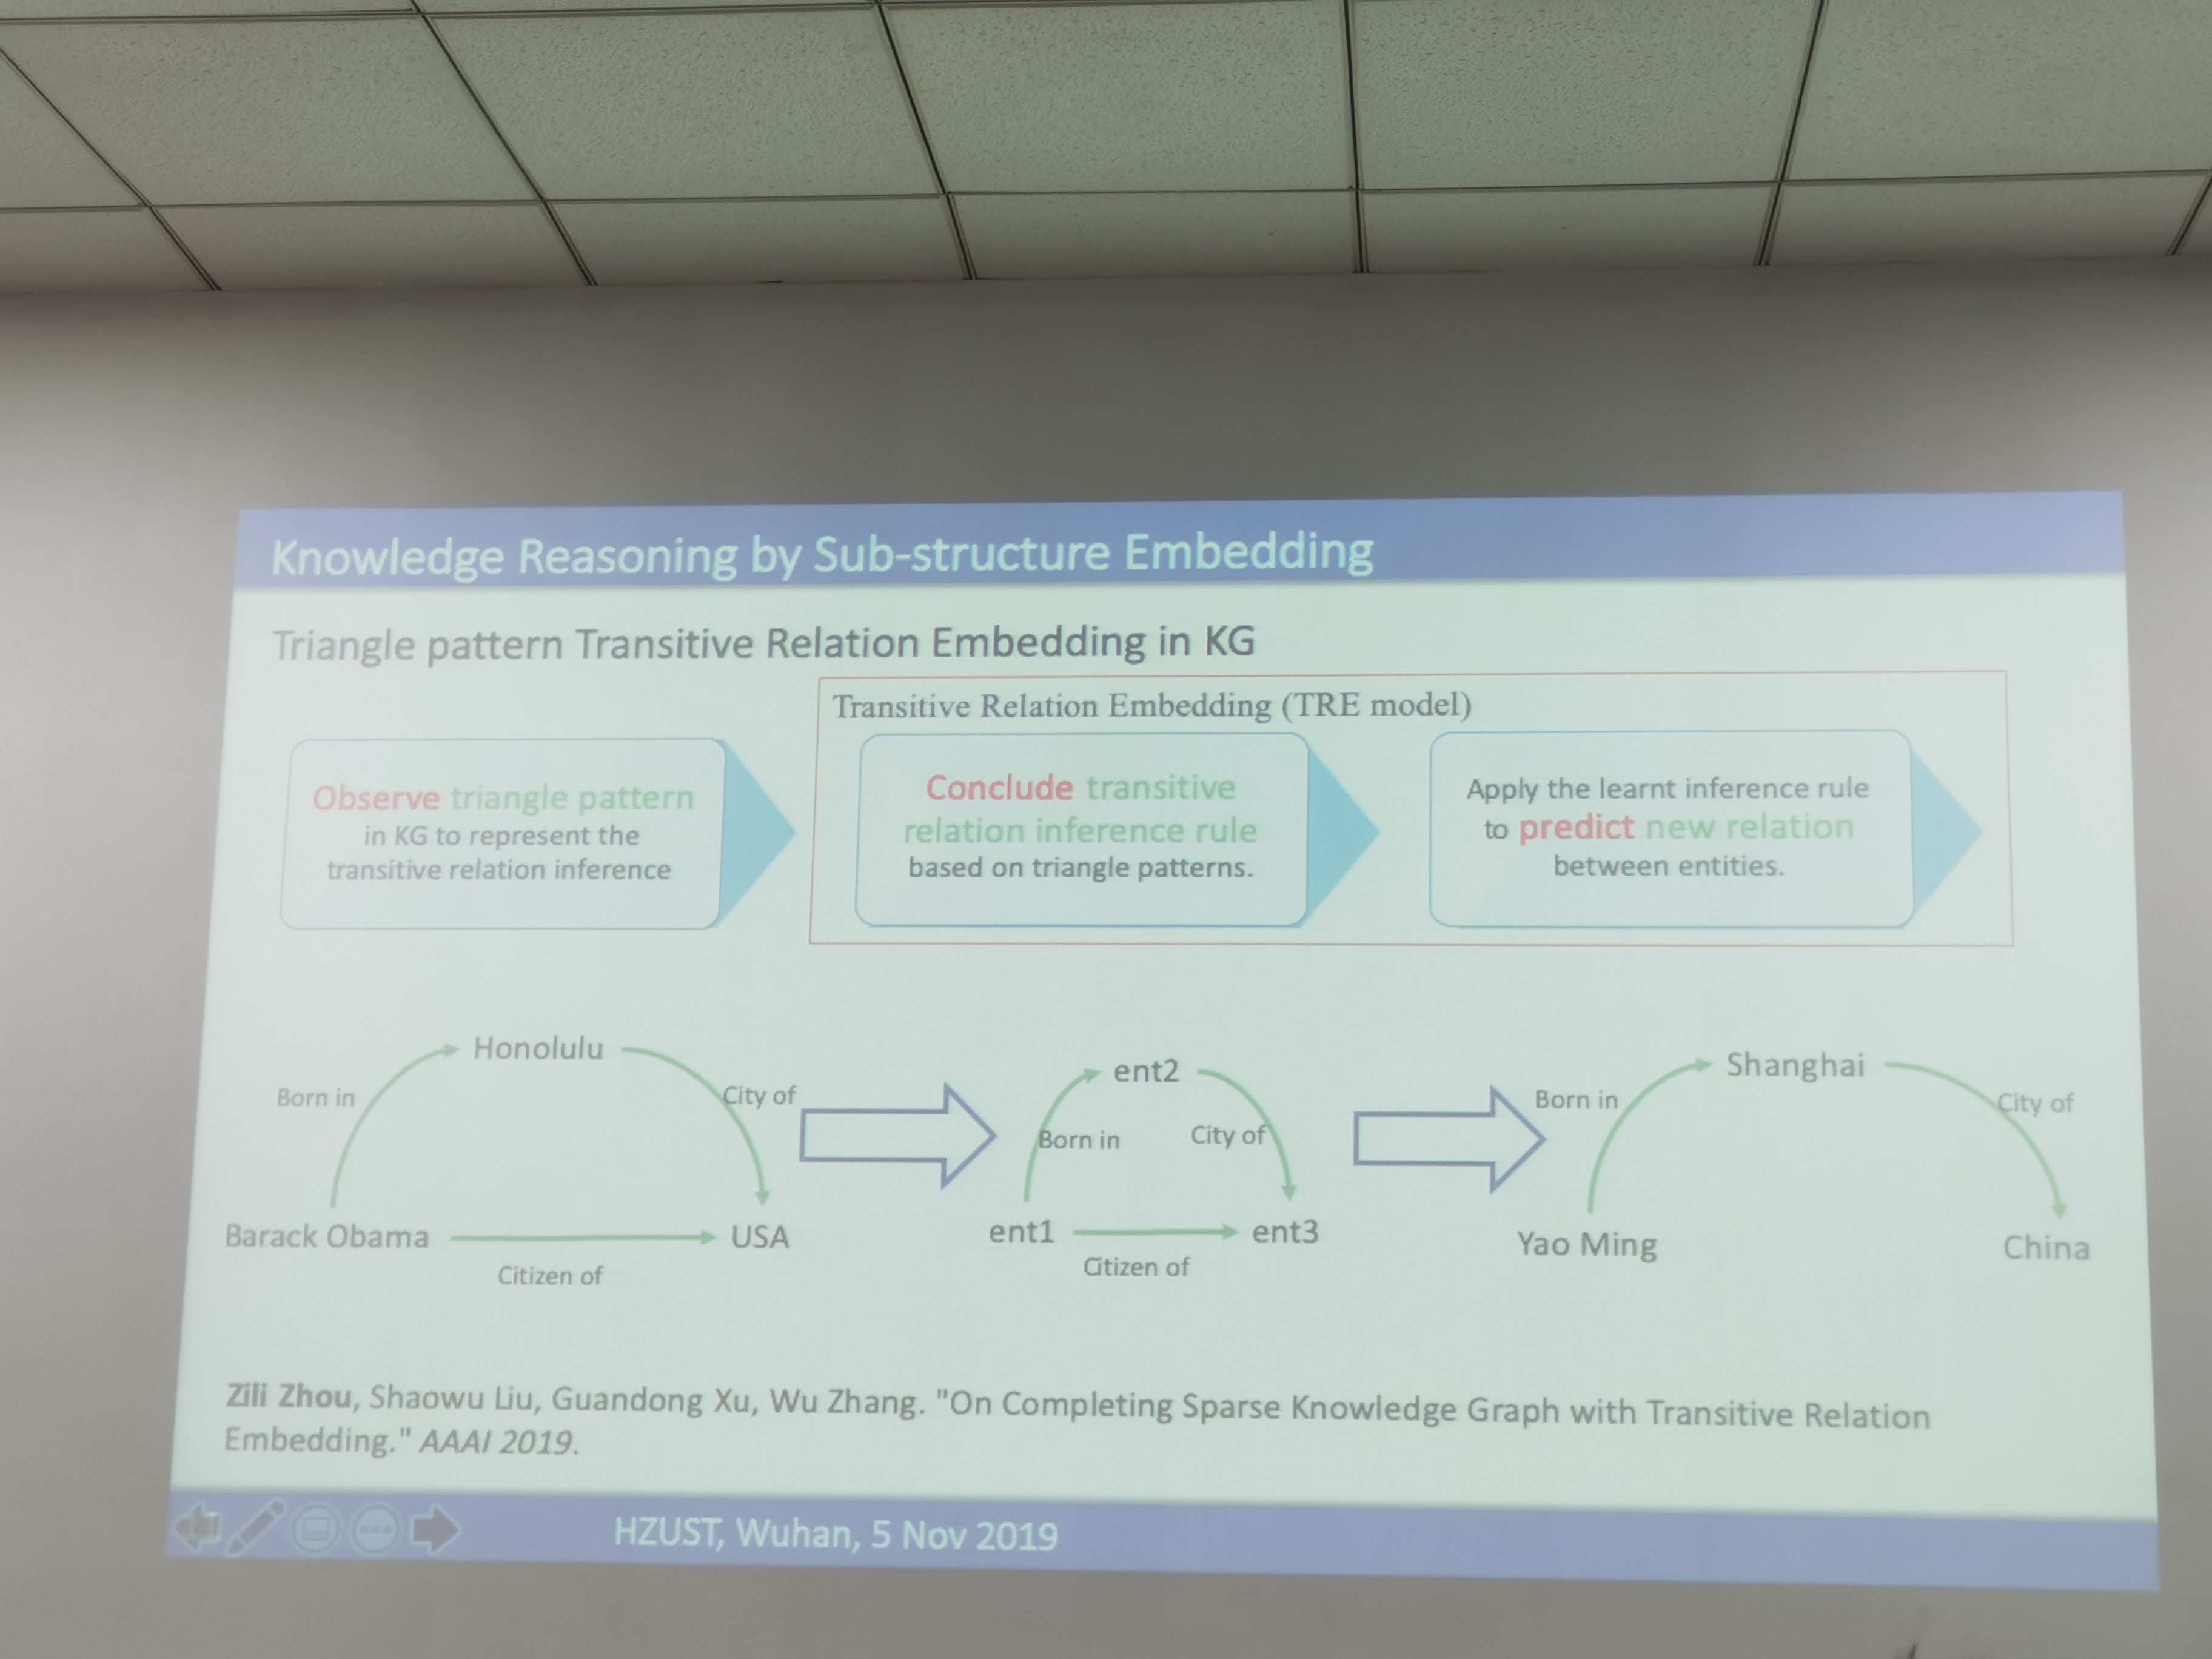 Knowledge Reasoning by Sub-structure Embedding
Triangle pattern Transitive Relation Embedding in KG
Transitive Relation Embedding (TRE model)
Observe triangle pattern
in KG to represent the
transitive relation inference
Conclude transitive
relation inference rule
based on triangle patterns.
Apply the learnt inference rule
to predict new relation
between entities.
Honolulu
Born in
City of
Barack Obama
USA
Citizen of
ent2
Born in
City of
ent1
ent3
Citizen of
Shanghai
Born in
City of
Yao Ming
China
Zili Zhou, Shaowu Liu, Guandong Xu, Wu Zhang. "On Completing Sparse Knowledge Graph with Transitive Relation
Embedding." AAAI 2019.
HZUST, Wuhan, 5 Nov 2019